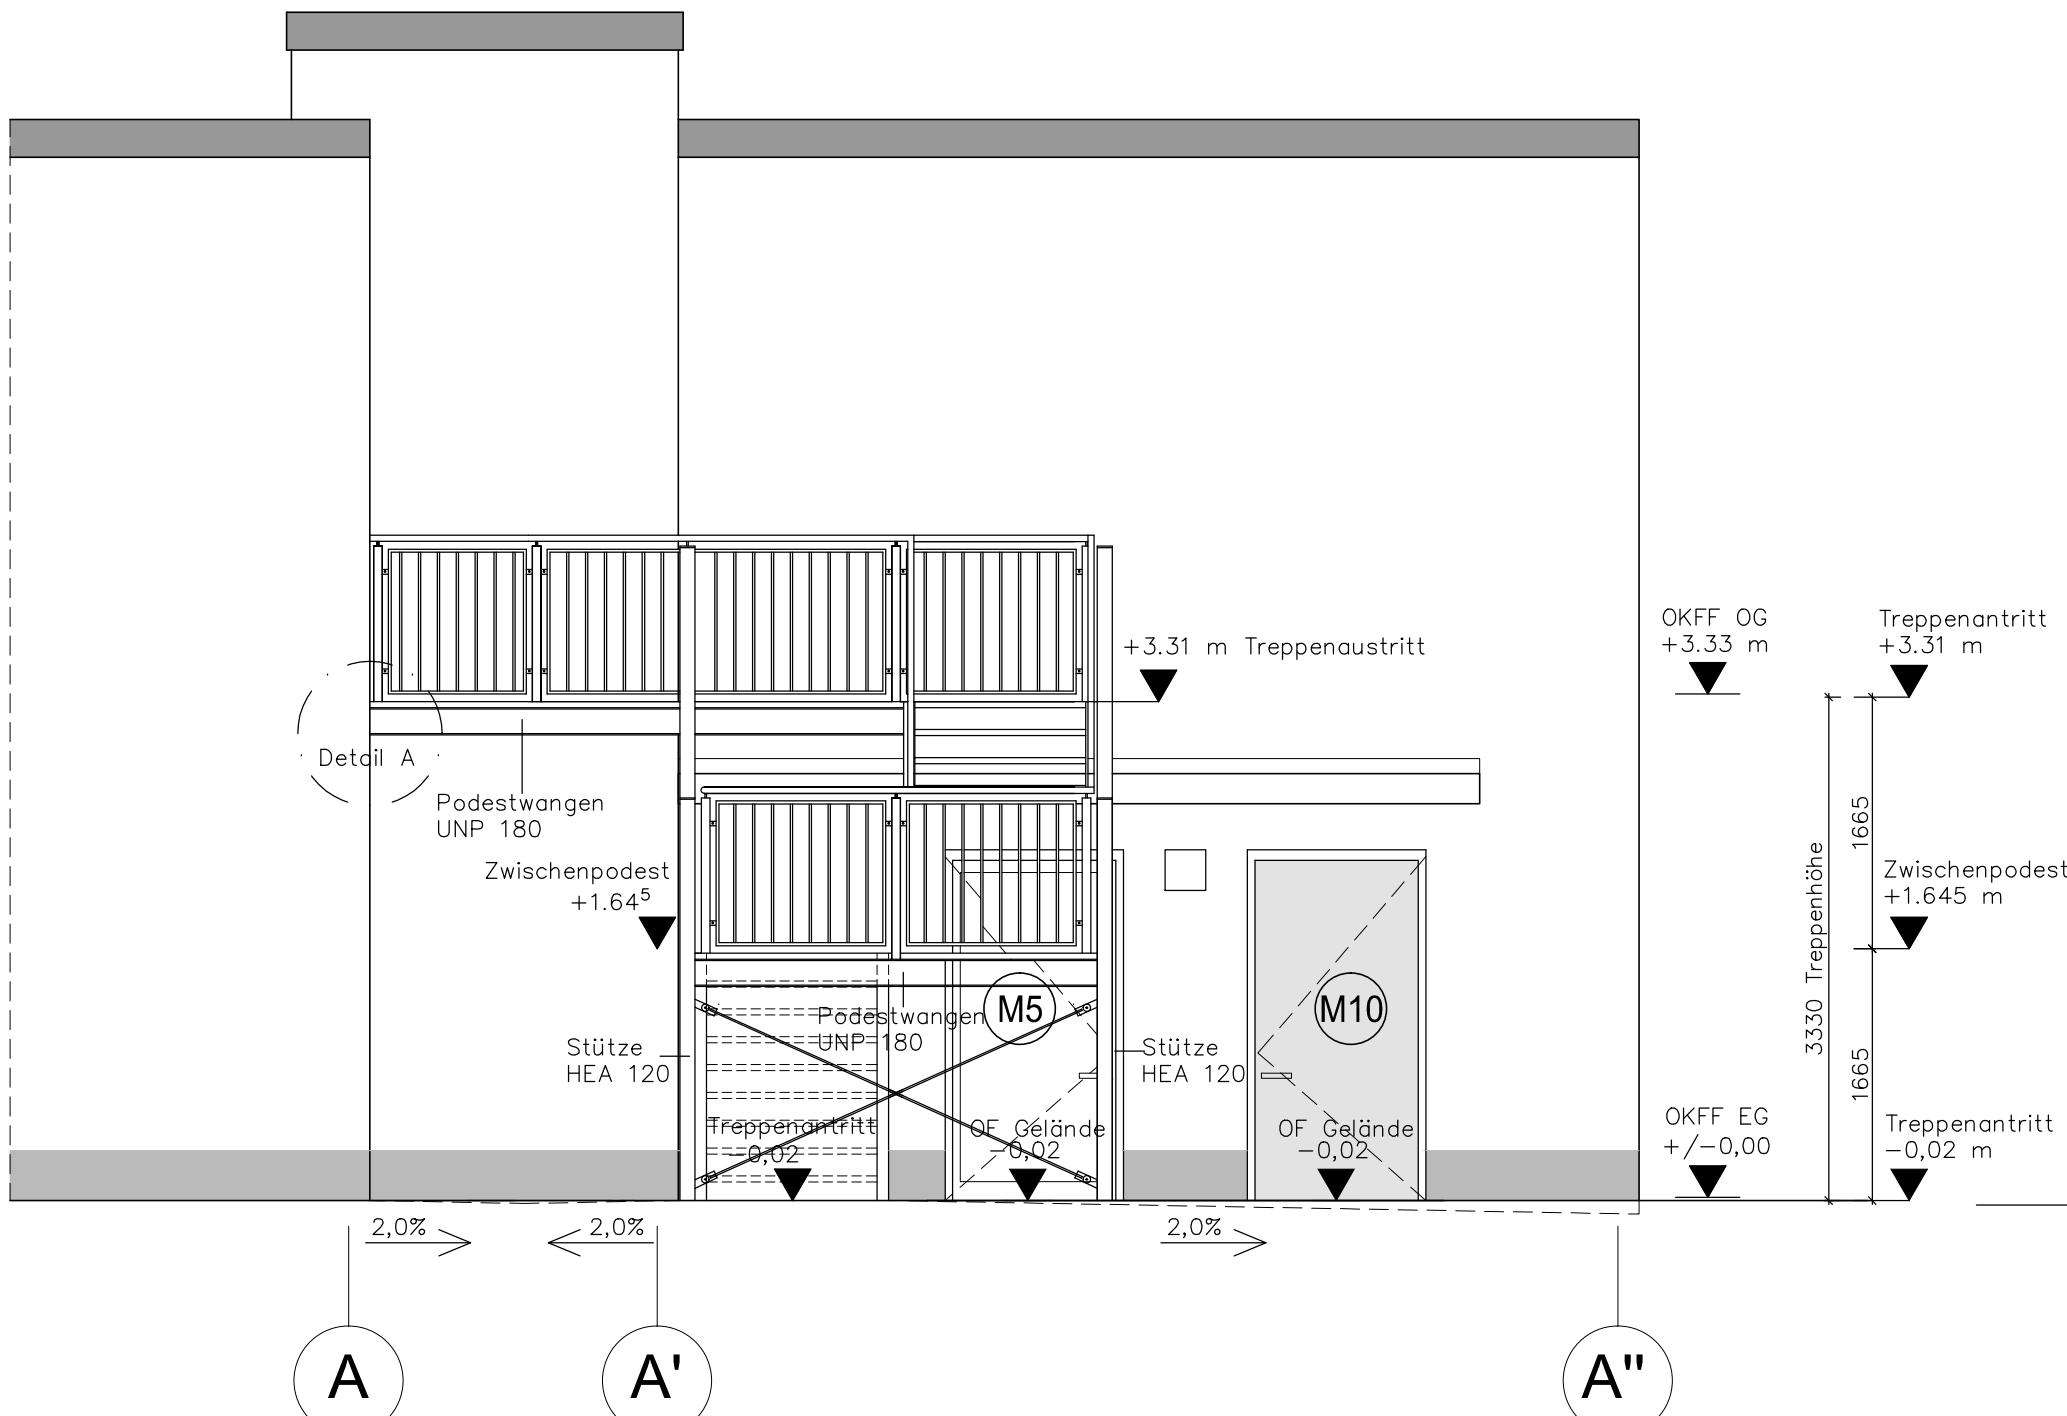 OKFF OG
+3.33 m
Treppenantritt
+3.31 m
+3.31 m Treppenaustritt
Detail A
Podestwangen
UNP 180
Zwischenpodest
+1.64⁵
1665
3330 Treppenhöhe
Zwischenpodest
+1.645 m
M5
M10
Podestwangen
UNP 180
Stütze
HEA 120
Stütze
HEA 120
1665
Treppenantritt
-0,02
OF Gelände
-0,02
OF Gelände
-0,02
OKFF EG
+/-0,00
Treppenantritt
-0,02 m
2,0%
2,0%
2,0%
A
A'
A"